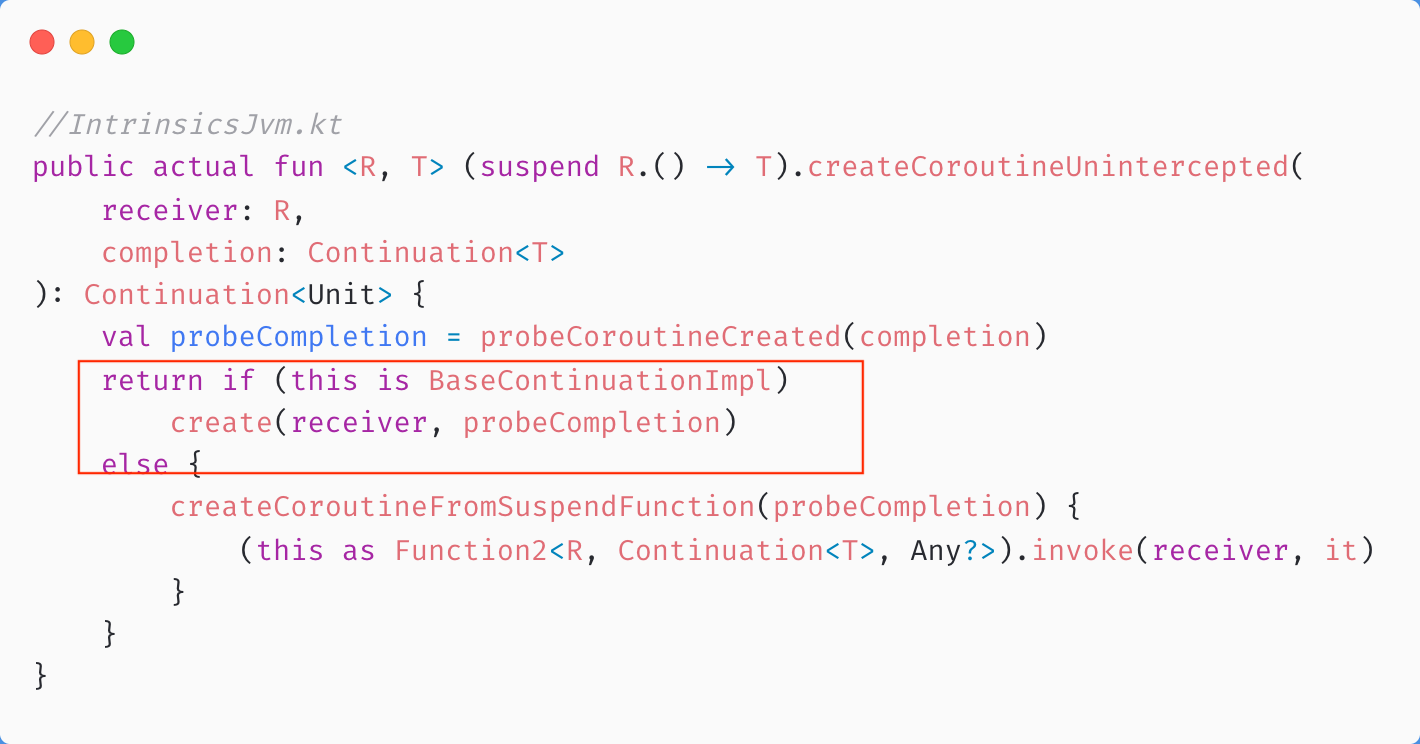 //IntrinsicsJvm.kt
public actual fun <R, T> (suspend R.() -> T).createCoroutineUnintercepted(
    receiver: R,
    completion: Continuation<T>
): Continuation<Unit> {
    val probeCompletion = probeCoroutineCreated(completion)
    return if (this is BaseContinuationImpl)
        create(receiver, probeCompletion)
    else {
        createCoroutineFromSuspendFunction(probeCompletion) {
            (this as Function2<R, Continuation<T>, Any?>).invoke(receiver, it)
        }
    }
}